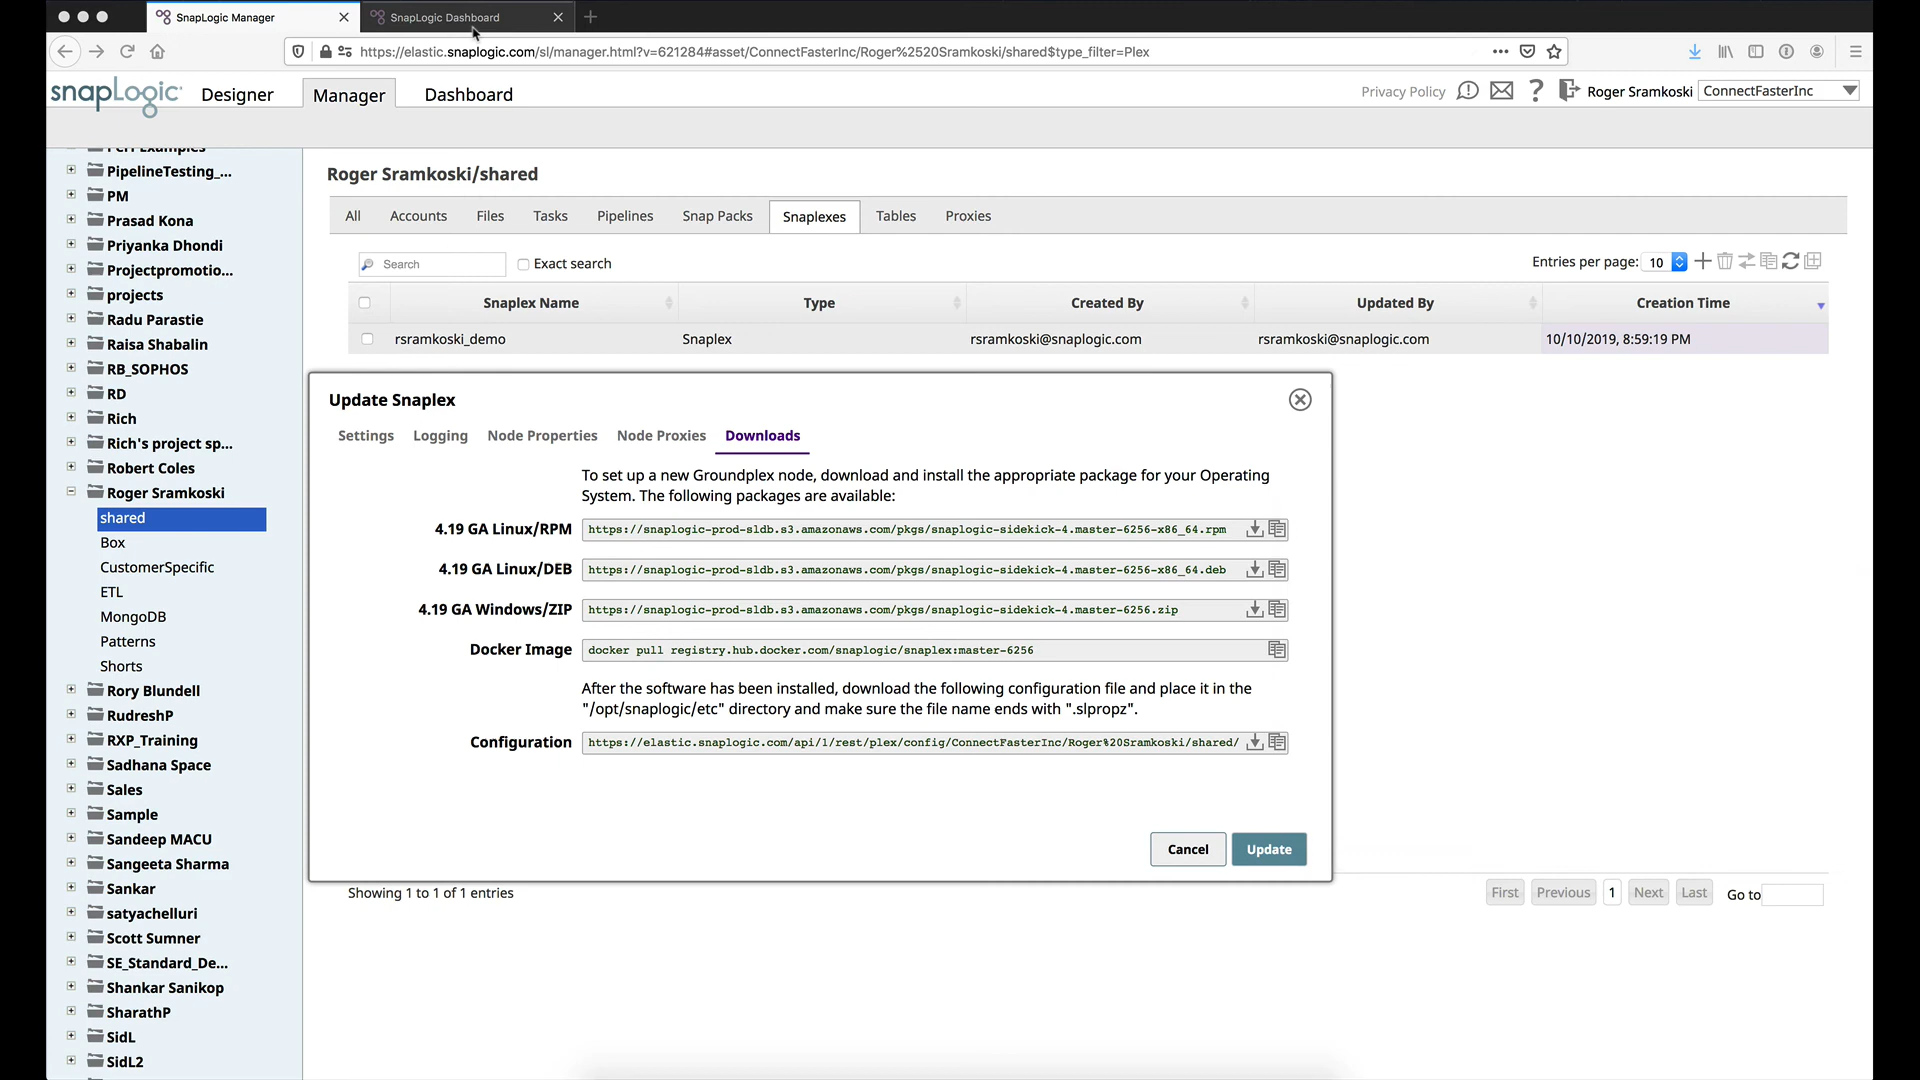 SnapLogic Manager
SnapLogic Dashboard
https://elastic.snaplogic.com/sl/manager.html?v=621284#asset/ConnectFasterInc/Roger%2520Sramkoski/shared$type_filter=Plex
snapLogic
Designer
Manager
Dashboard
Privacy Policy
Roger Sramkoski
ConnectFasterInc
PipelineTesting_...
PM
Prasad Kona
Priyanka Dhondi
Projectpromotio...
projects
Radu Parastie
Raisa Shabalin
RB_SOPHOS
RD
Rich
Rich's project sp...
Robert Coles
Roger Sramkoski
shared
Box
CustomerSpecific
ETL
MongoDB
Patterns
Shorts
Rory Blundell
RudreshP
RXP_Training
Sadhana Space
Sales
Sample
Sandeep MACU
Sangeeta Sharma
Sankar
satyachelluri
Scott Sumner
SE_Standard_De...
Shankar Sanikop
SharathP
SidL
SidL2
Roger Sramkoski/shared
All Accounts Files Tasks Pipelines Snap Packs Snaplexes Tables Proxies
Search
Exact search
Entries per page: 10
Snaplex Name Type Created By Updated By Creation Time
rsramkoski_demo Snaplex rsramkoski@snaplogic.com rsramkoski@snaplogic.com 10/10/2019, 8:59:19 PM
Update Snaplex
Settings Logging Node Properties Node Proxies Downloads
To set up a new Groundplex node, download and install the appropriate package for your Operating
System. The following packages are available:
4.19 GA Linux/RPM https://snaplogic-prod-sldb.s3.amazonaws.com/pkgs/snaplogic-sidekick-4.master-6256-x86_64.rpm
4.19 GA Linux/DEB https://snaplogic-prod-sldb.s3.amazonaws.com/pkgs/snaplogic-sidekick-4.master-6256-x86_64.deb
4.19 GA Windows/ZIP https://snaplogic-prod-sldb.s3.amazonaws.com/pkgs/snaplogic-sidekick-4.master-6256.zip
Docker Image docker pull registry.hub.docker.com/snaplogic/snaplex:master-6256
After the software has been installed, download the following configuration file and place it in the
"/opt/snaplogic/etc" directory and make sure the file name ends with ".slpropz".
Configuration https://elastic.snaplogic.com/api/1/rest/plex/config/ConnectFasterInc/Roger%20Sramkoski/shared/
Cancel
Update
Showing 1 to 1 of 1 entries
First Previous 1 Next Last Go to